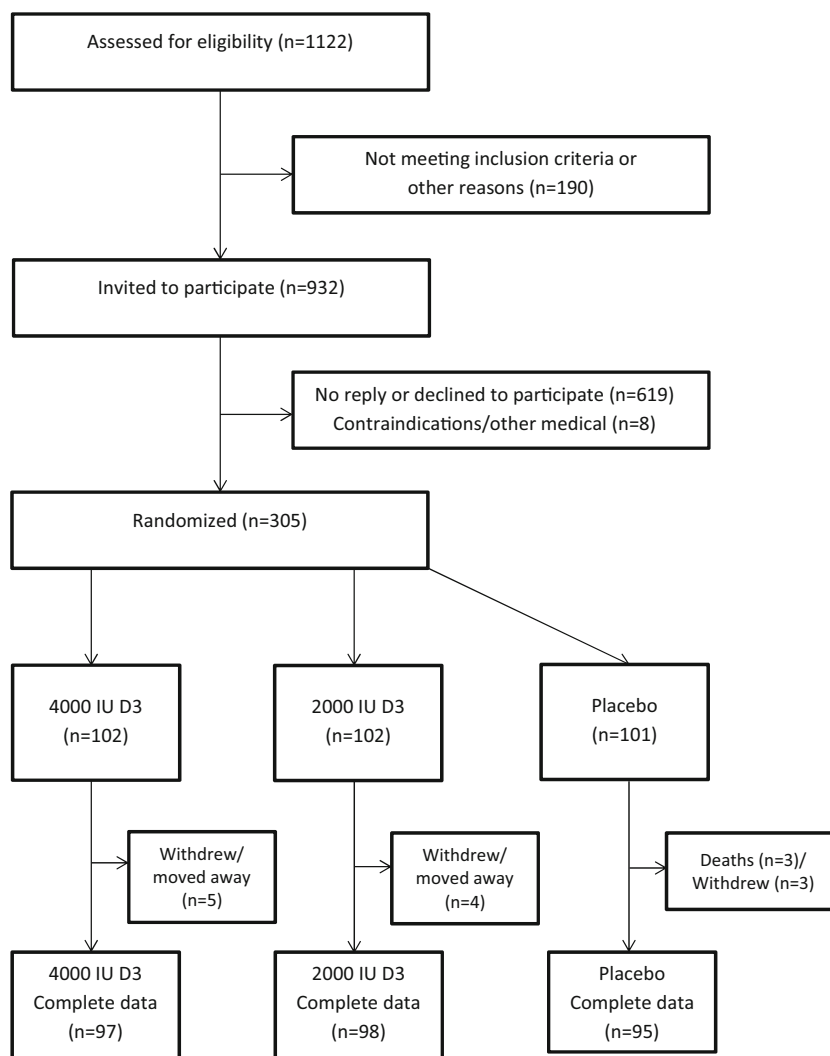 Assessed for eligibility (n=1122)
Not meeting inclusion criteria or
other reasons (n=190)
Invited to participate (n=932)
No reply or declined to participate (n=619)
Contraindications/other medical (n=8)
Randomized (n=305)
4000 IU D3
(n=102)
2000 IU D3
(n=102)
Placebo
(n=101)
Withdrew/
moved away
(n=5)
Withdrew/
moved away
(n=4)
Deaths (n=3)/
Withdrew (n=3)
4000 IU D3
Complete data
(n=97)
2000 IU D3
Complete data
(n=98)
Placebo
Complete data
(n=95)